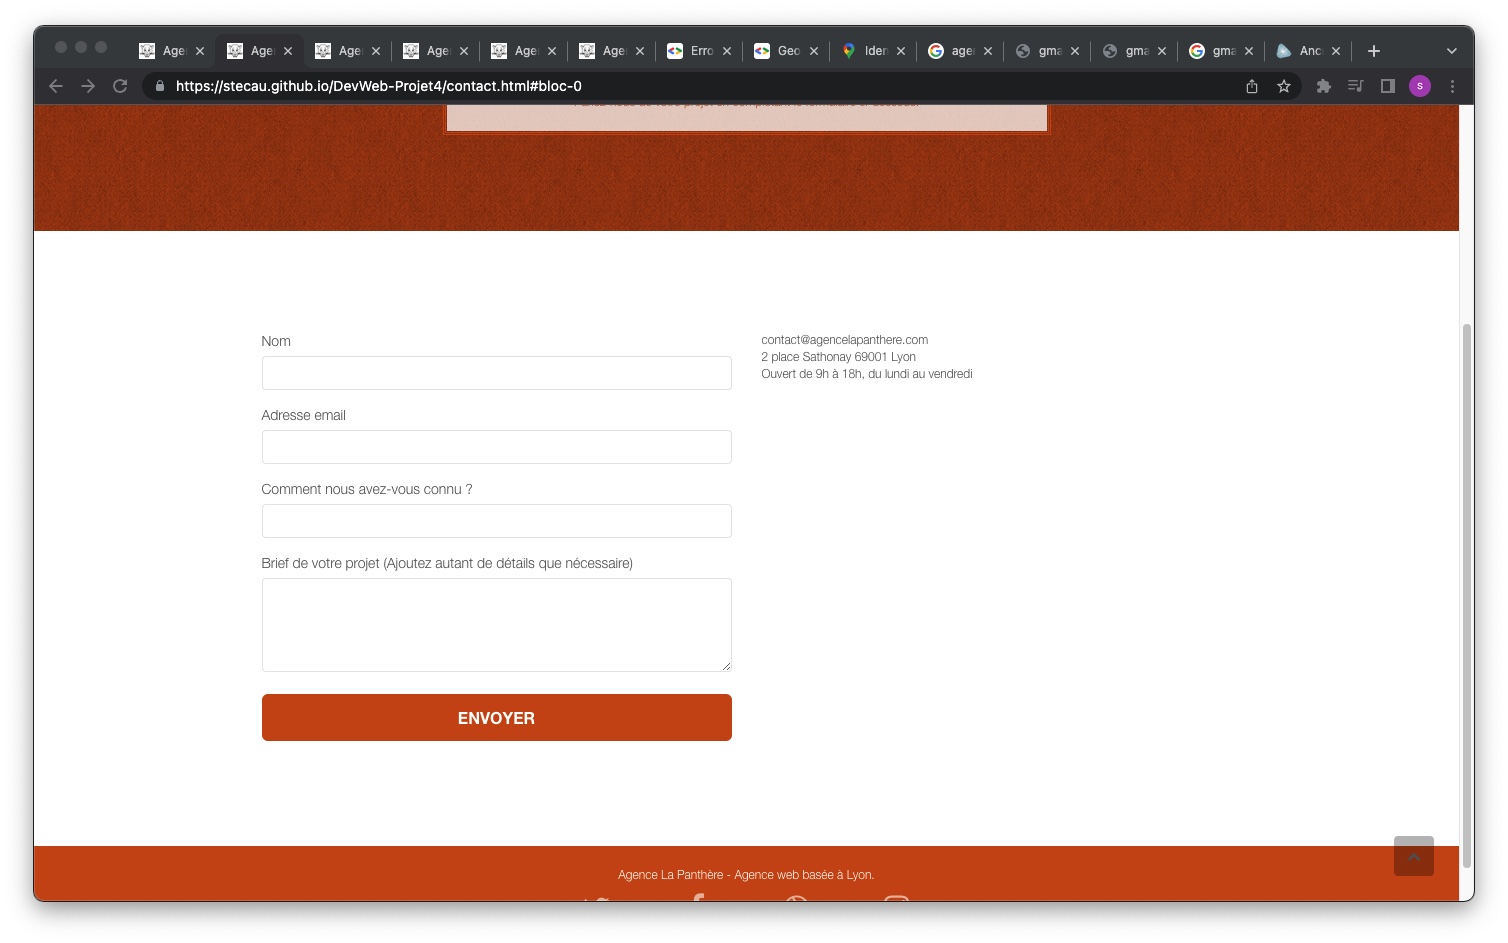 Age
Age
Age
Age
Age
Age
Erro
Geo
Iden
age
gma
gma
gma
Anc
https://stecau.github.io/DevWeb-Projet4/contact.html#bloc-0
S
Nom
contact@agencelapanthere.com
2 place Sathonay 69001 Lyon
Ouvert de 9h à 18h, du lundi au vendredi
Adresse email
Comment nous avez-vous connu ?
Brief de votre projet (Ajoutez autant de détails que nécessaire)
ENVOYER
Agence La Panthère - Agence web basée à Lyon.